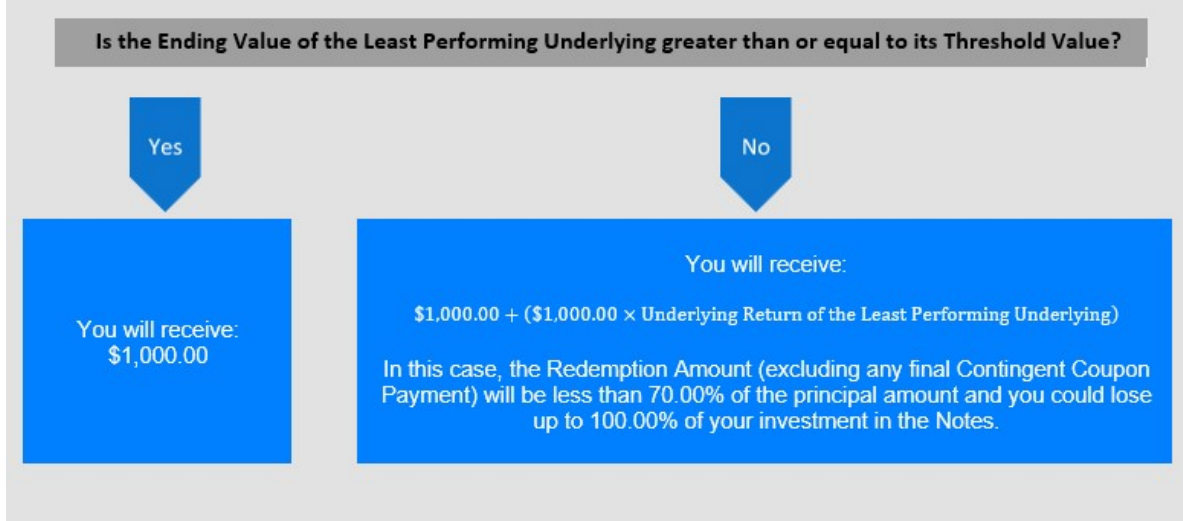 Is the Ending Value of the Least Performing Underlying greater than or equal to its Threshold Value?
Yes
No
You will receive:
$1,000.00
You will receive:
$1,000.00 + ($1,000.00 × Underlying Return of the Least Performing Underlying)
In this case, the Redemption Amount (excluding any final Contingent Coupon
Payment) will be less than 70.00% of the principal amount and you could lose
up to 100.00% of your investment in the Notes.